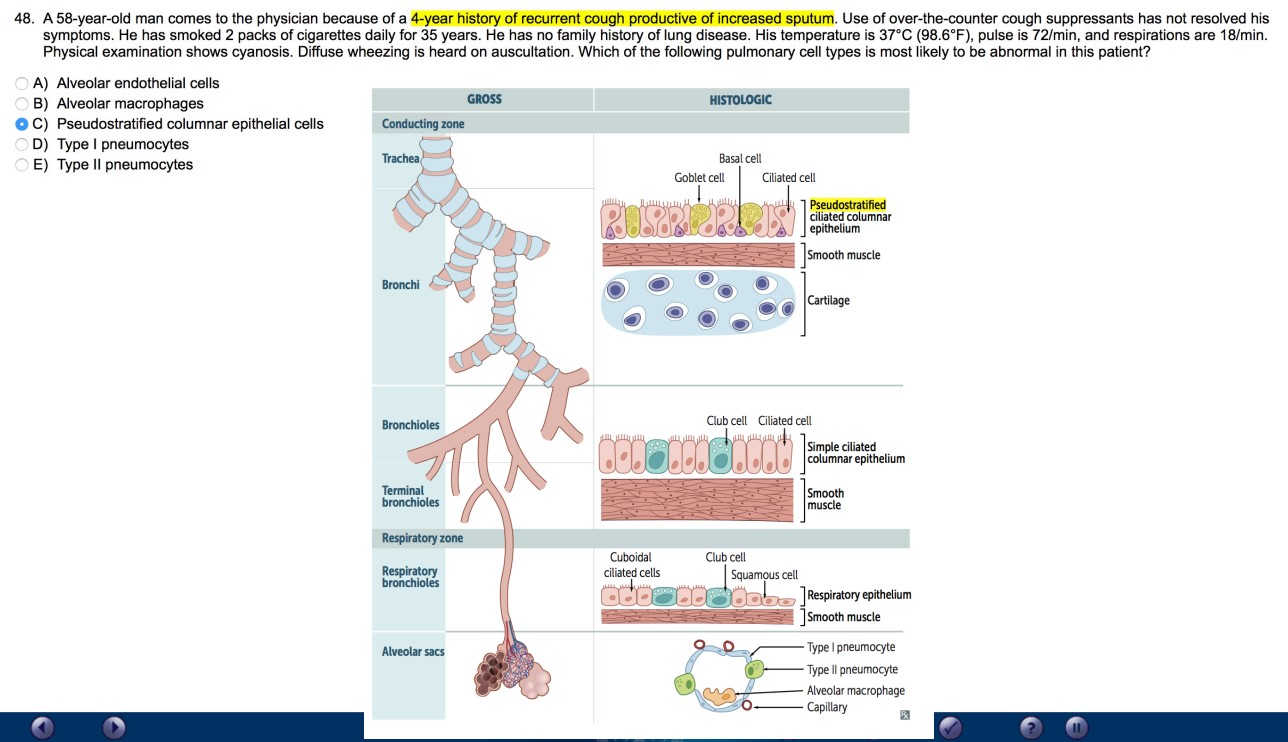 48. A 58-year-old man comes to the physician because of a 4-year history of recurrent cough productive of increased sputum. Use of over-the-counter cough suppressants has not resolved his
symptoms. He has smoked 2 packs of cigarettes daily for 35 years. He has no family history of lung disease. His temperature is 37°C (98.6°F), pulse is 72/min, and respirations are 18/min.
Physical examination shows cyanosis. Diffuse wheezing is heard on auscultation. Which of the following pulmonary cell types is most likely to be abnormal in this patient?
A) Alveolar endothelial cells
B) Alveolar macrophages
C) Pseudostratified columnar epithelial cells
D) Type I pneumocytes
E) Type II pneumocytes
GROSS
HISTOLOGIC
Conducting zone
Trachea
Basal cell
Goblet cell
Ciliated cell
Pseudostratified
ciliated columnar
epithelium
Smooth muscle
Bronchi
Cartilage
Bronchioles
Club cell
Ciliated cell
Simple ciliated
columnar epithelium
Terminal
bronchioles
Smooth
muscle
Respiratory zone
Cuboidal
ciliated cells
Club cell
Squamous cell
Respiratory
bronchioles
Respiratory epithelium
Smooth muscle
Alveolar sacs
Type I pneumocyte
Type II pneumocyte
Alveolar macrophage
Capillary
Rx
?